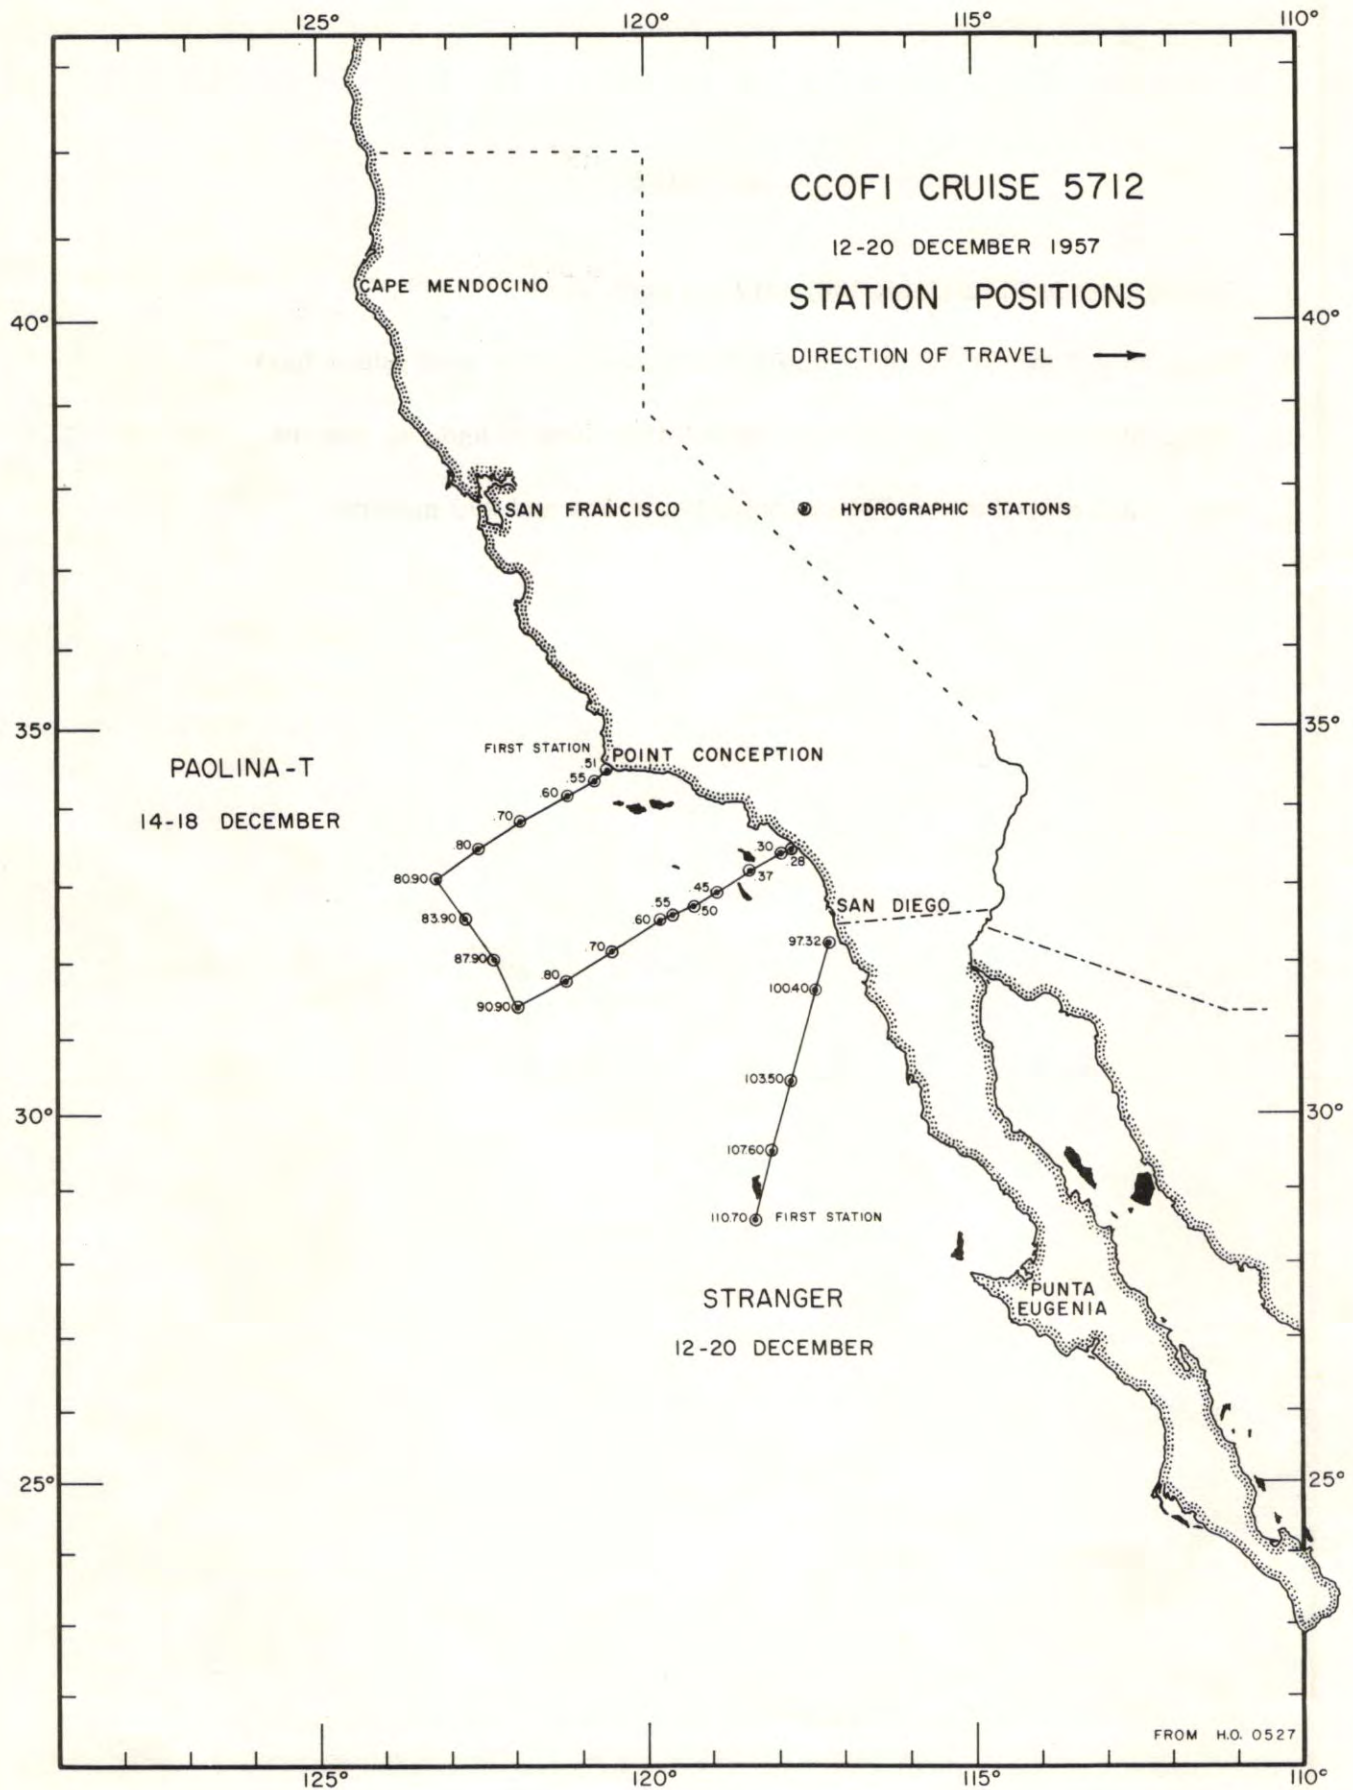 125°
120°
115°
110°
CCOFI CRUISE 5712
12-20 DECEMBER 1957
STATION POSITIONS
DIRECTION OF TRAVEL
CAPE MENDOCINO
40°
40°
SAN FRANCISCO
HYDROGRAPHIC STATIONS
35°
35°
FIRST STATION
POINT CONCEPTION
PAOLINA-T
14-18 DECEMBER
.51
.55
.60
.70
.80
80.90
83.90
87.90
90.90
.80
.70
.60
.55
.50
.45
.37
.30
.28
SAN DIEGO
97.32
100.40
103.50
107.60
110.70
FIRST STATION
30°
30°
STRANGER
12-20 DECEMBER
PUNTA
EUGENIA
25°
25°
FROM H.O. 0527
125°
120°
115°
110°